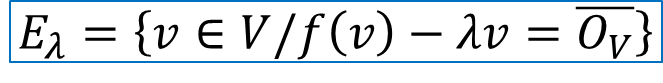 E_λ = {v ∈ V/f(v) − λv = \overline{O_V}}